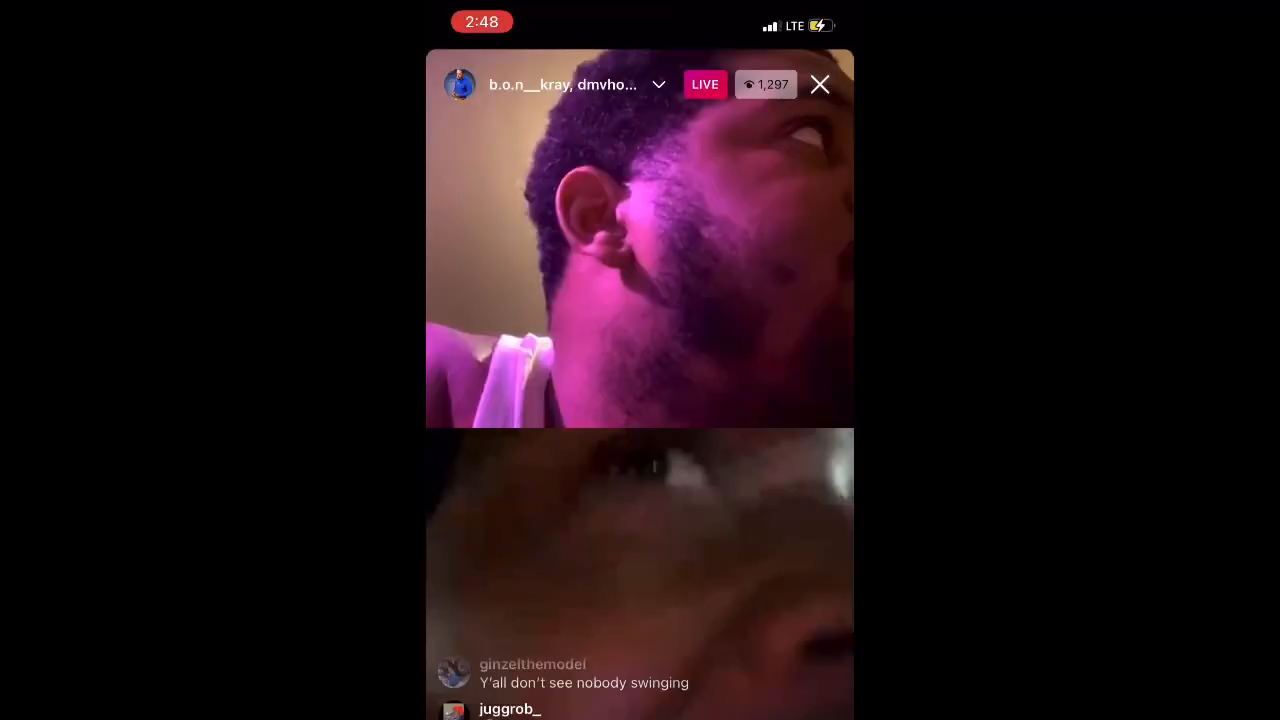 2:48
LTE
b.o.n__kray, dmvho...
LIVE
1,297
ginzelthemodel
Y'all don't see nobody swinging
juggrob_